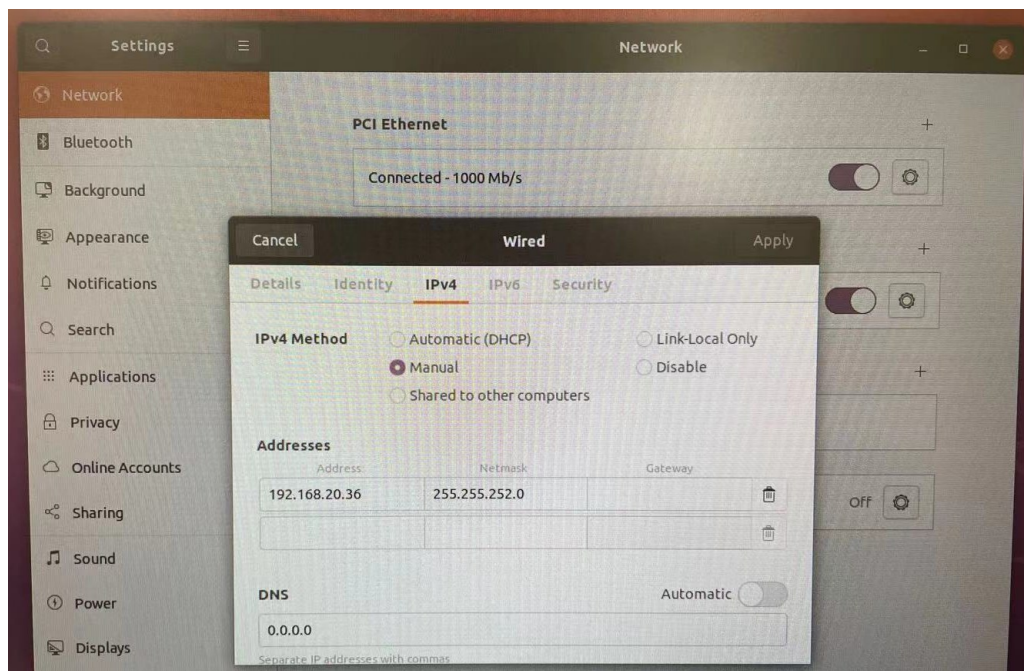 Settings
Network
Network
Bluetooth
Background
Appearance
Notifications
Search
Applications
Privacy
Online Accounts
Sharing
Sound
Power
Displays
PCI Ethernet
Connected - 1000 Mb/s
Cancel
Wired
Apply
Details Identity IPv4 IPv6 Security
IPv4 Method
Automatic (DHCP)
Link-Local Only
Manual
Disable
Shared to other computers
Addresses
Address Netmask Gateway
192.168.20.36 255.255.252.0
DNS
Automatic
0.0.0.0
Separate IP addresses with commas
Off